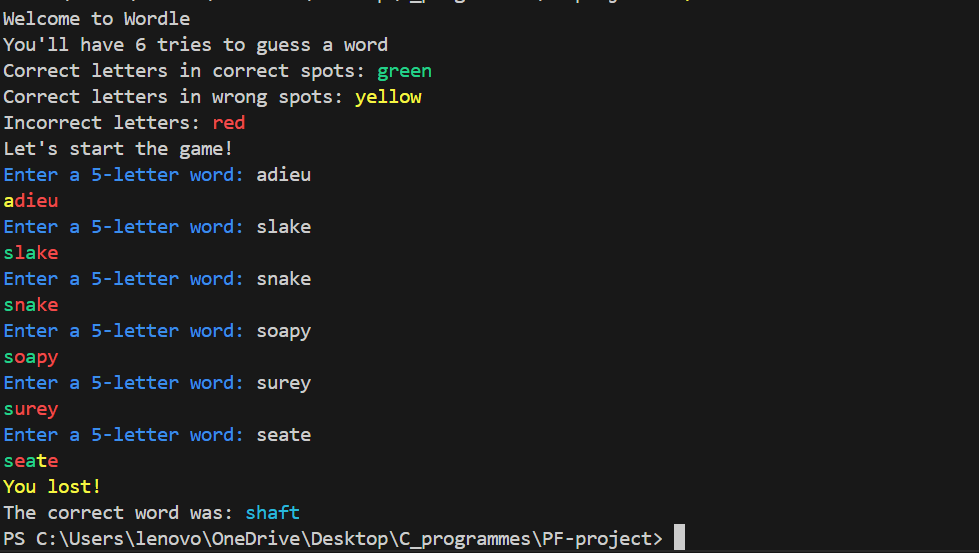 Welcome to Wordle
You'll have 6 tries to guess a word
Correct letters in correct spots: green
Correct letters in wrong spots: yellow
Incorrect letters: red
Let's start the game!
Enter a 5-letter word: adieu
adieu
Enter a 5-letter word: slake
slake
Enter a 5-letter word: snake
snake
Enter a 5-letter word: soapy
soapy
Enter a 5-letter word: surey
surey
Enter a 5-letter word: seate
seate
You lost!
The correct word was: shaft
PS C:\Users\lenovo\OneDrive\Desktop\C_programmes\PF-project>